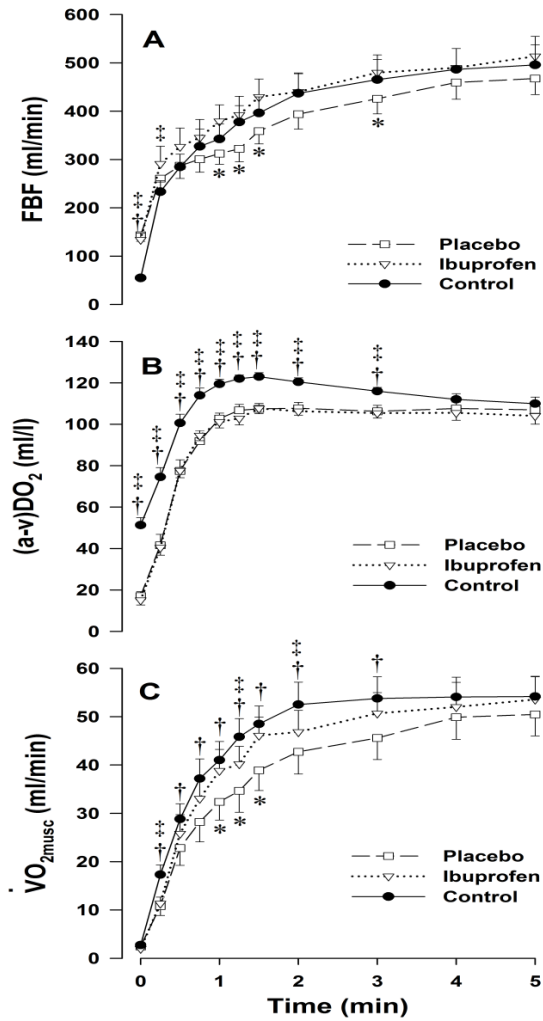 A
600
500
400
300
200
100
0
FBF (ml/min)
‡
†
‡
*
*
*
*
Placebo
Ibuprofen
Control
B
140
120
100
80
60
40
20
0
(a-v)DO2 (ml/l)
‡ ‡ ‡ ‡ ‡ ‡ ‡ ‡ ‡
† † † † † † † † †
Placebo
Ibuprofen
Control
C
60
50
40
30
20
10
0
V̇O2musc (ml/min)
‡ ‡ ‡
† † † † † † † †
* * *
Placebo
Ibuprofen
Control
0 1 2 3 4 5
Time (min)